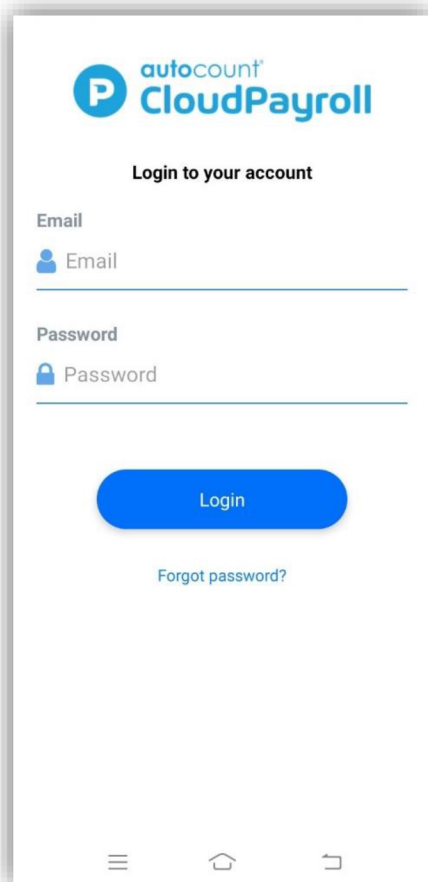 autocount®
P CloudPayroll
Login to your account
Email
Email
Password
Password
Login
Forgot password?